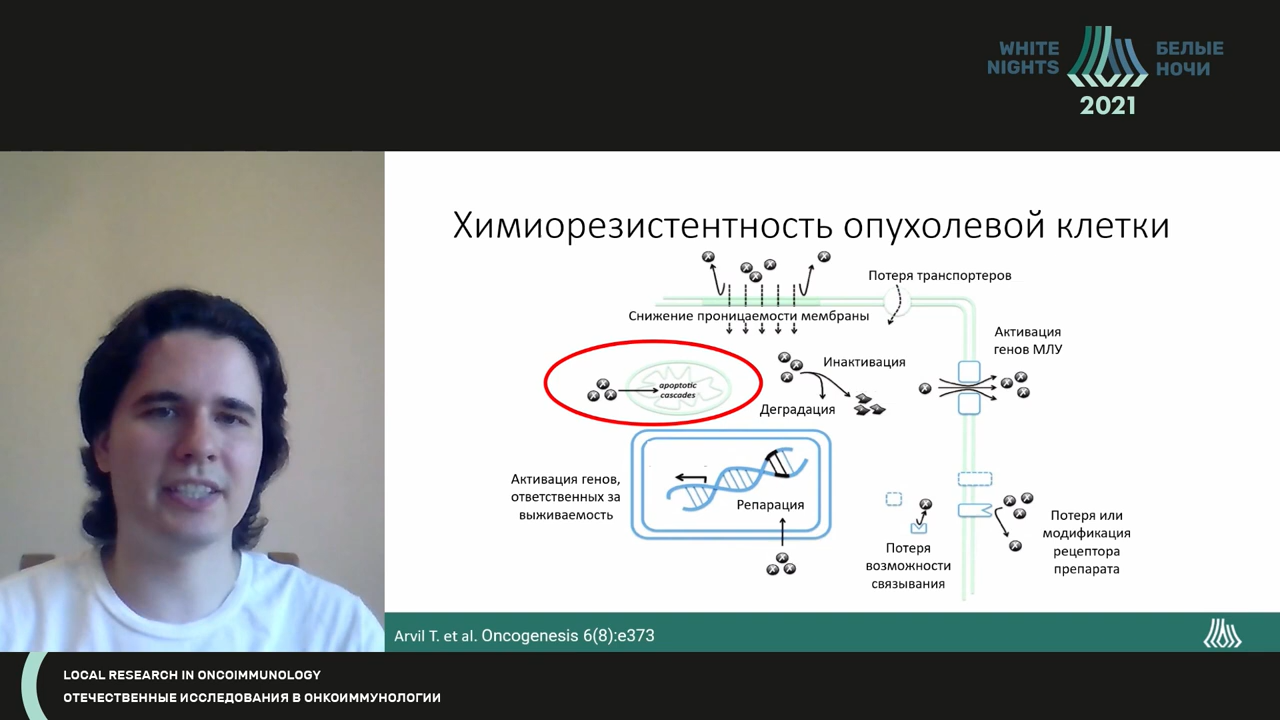 WHITE
NIGHTS
БЕЛЫЕ
НОЧИ
2021
Химиорезистентность опухолевой клетки
Потеря транспортеров
Снижение проницаемости мембраны
Активация
генов МЛУ
Инактивация
apoptotic
cascades
Деградация
Активация генов,
ответственных за
выживаемость
Репарация
Потеря
возможности
связывания
Потеря или
модификация
рецептора
препарата
Arvil T. et al. Oncogenesis 6(8):e373
LOCAL RESEARCH IN ONCOIMMUNOLOGY
ОТЕЧЕСТВЕННЫЕ ИССЛЕДОВАНИЯ В ОНКОИММУНОЛОГИИ